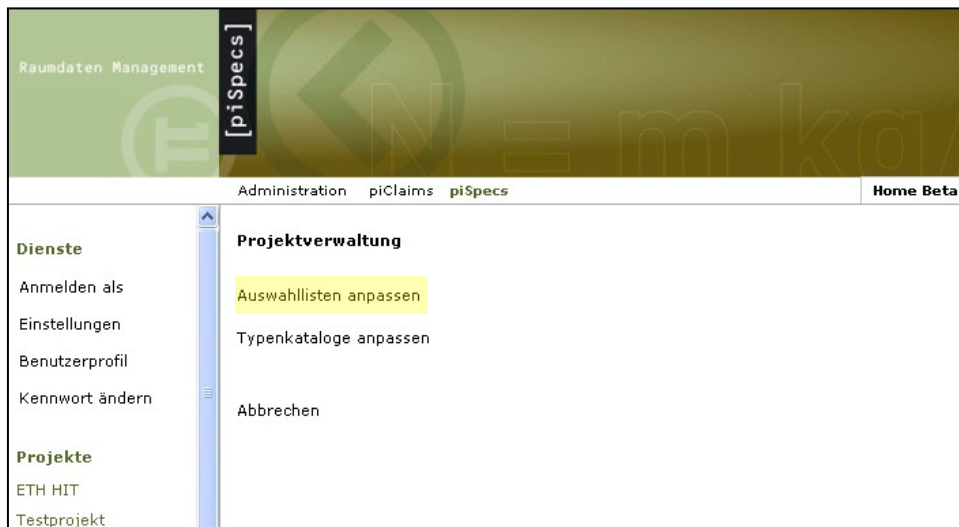 Raumdaten Management
[piSpecs]
N = m kg/
Administration piClaims piSpecs
Home Beta
Dienste
Anmelden als
Einstellungen
Benutzerprofil
Kennwort ändern
Projekte
ETH HIT
Testprojekt
Projektverwaltung
Auswahllisten anpassen
Typenkataloge anpassen
Abbrechen